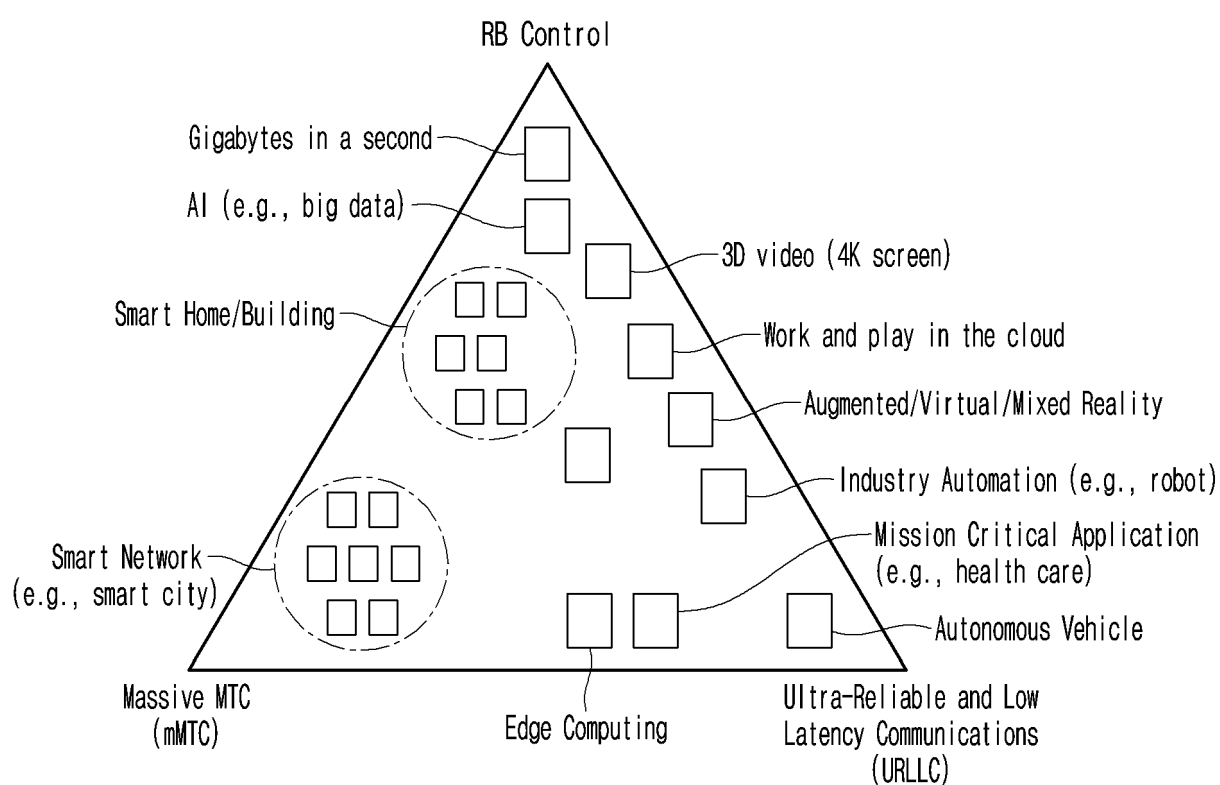 RB Control
Gigabytes in a second
AI (e.g., big data)
3D video (4K screen)
Smart Home/Building
Work and play in the cloud
Augmented/Virtual/Mixed Reality
Industry Automation (e.g., robot)
Mission Critical Application
(e.g., health care)
Smart Network
(e.g., smart city)
Autonomous Vehicle
Massive MTC
(mMTC)
Edge Computing
Ultra-Reliable and Low
Latency Communications
(URLLC)